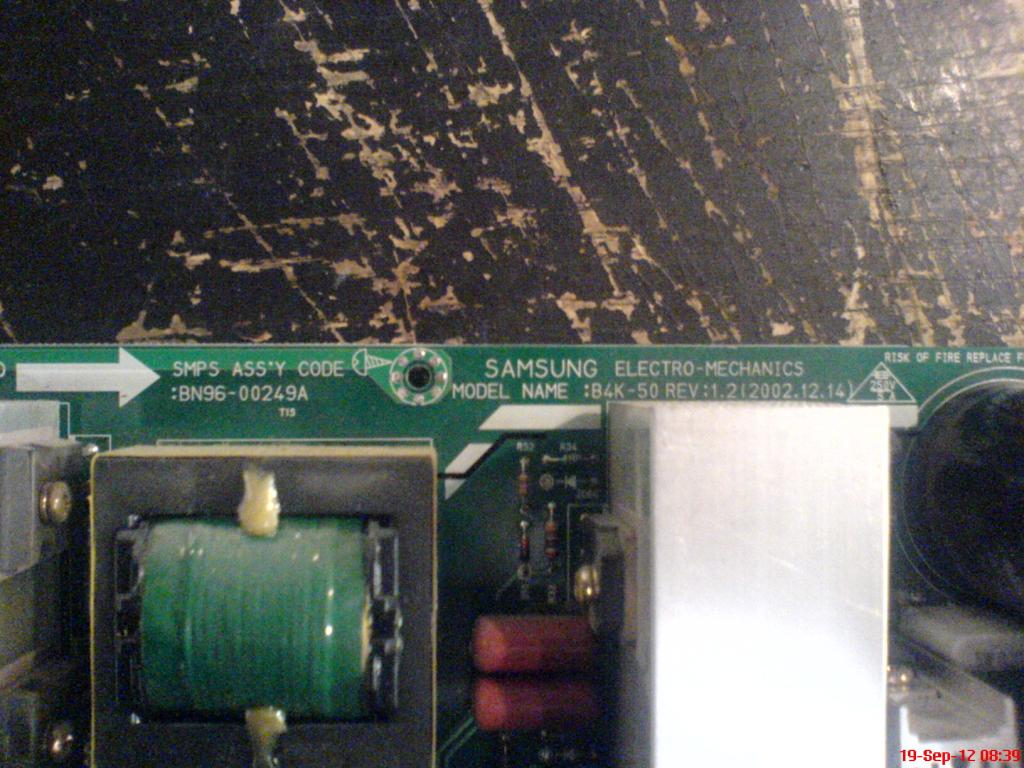 SMPS ASS'Y CODE
:BN96-00249A
T1S
SAMSUNG ELECTRO-MECHANICS
MODEL NAME :B4K-50 REV:1.2(2002.12.14)
RISK OF FIRE REPLACE
250V
R34
19-Sep-12 08:39